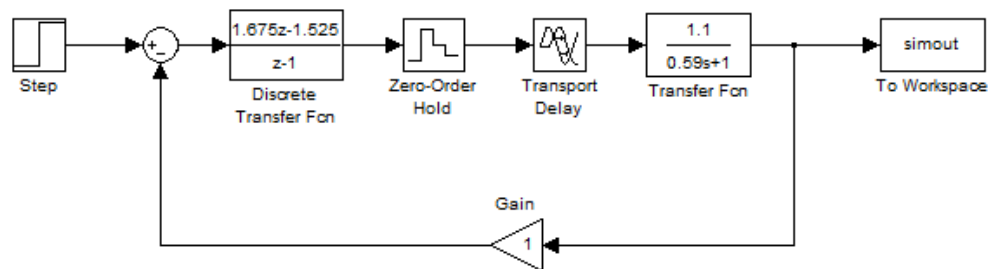 Step
+
−
1.675z-1.525
z-1
Discrete
Transfer Fcn
Zero-Order
Hold
Transport
Delay
1.1
0.59s+1
Transfer Fcn
simout
To Workspace
Gain
1